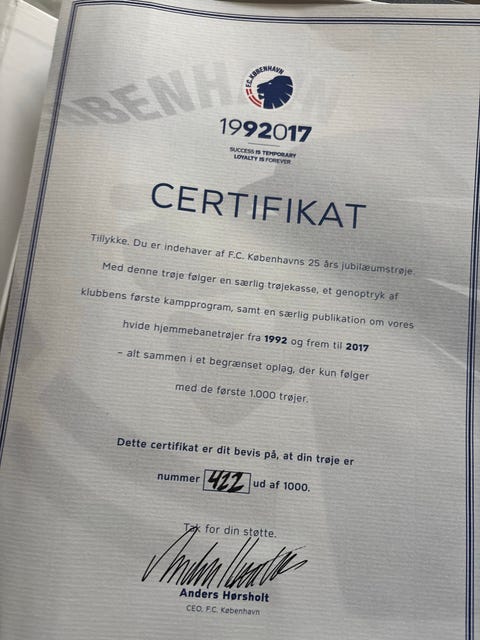 F.C. KØBENHAVN
BENHAVN
19922017
SUCCESS IS TEMPORARY
LOYALTY IS FOREVER
CERTIFIKAT
Tillykke. Du er indehaver af F.C. Københavns 25 års jubilæumstrøje.
Med denne trøje følger en særlig trøjekasse, et genoptryk af
klubbens første kampprogram, samt en særlig publikation om vores
hvide hjemmebanetrøjer fra 1992 og frem til 2017
– alt sammen i et begrænset oplag, der kun følger
med de første 1.000 trøjer.
Dette certifikat er dit bevis på, at din trøje er
nummer 422 ud af 1000.
Tak for din støtte.
Anders Hørsholt
CEO, F.C. København